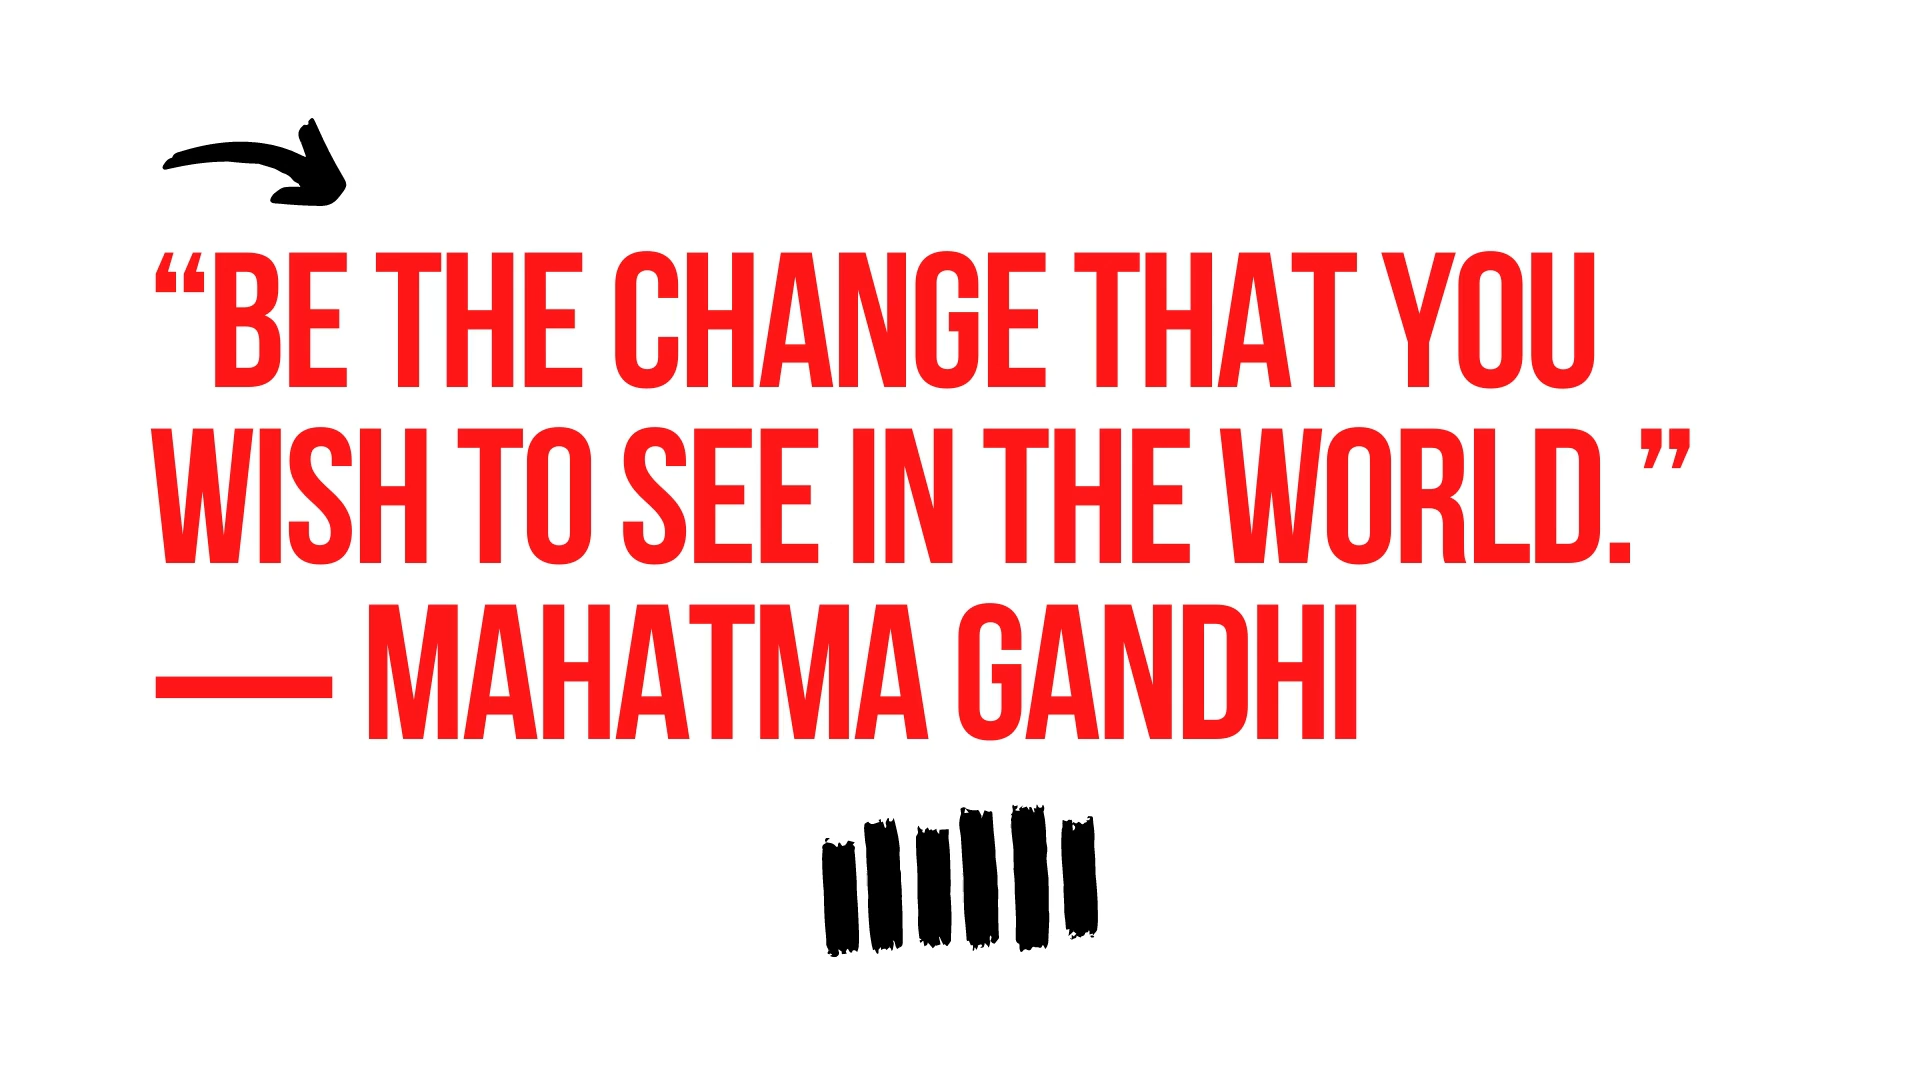 “BE THE CHANGE THAT YOU
WISH TO SEE IN THE WORLD.”
— MAHATMA GANDHI